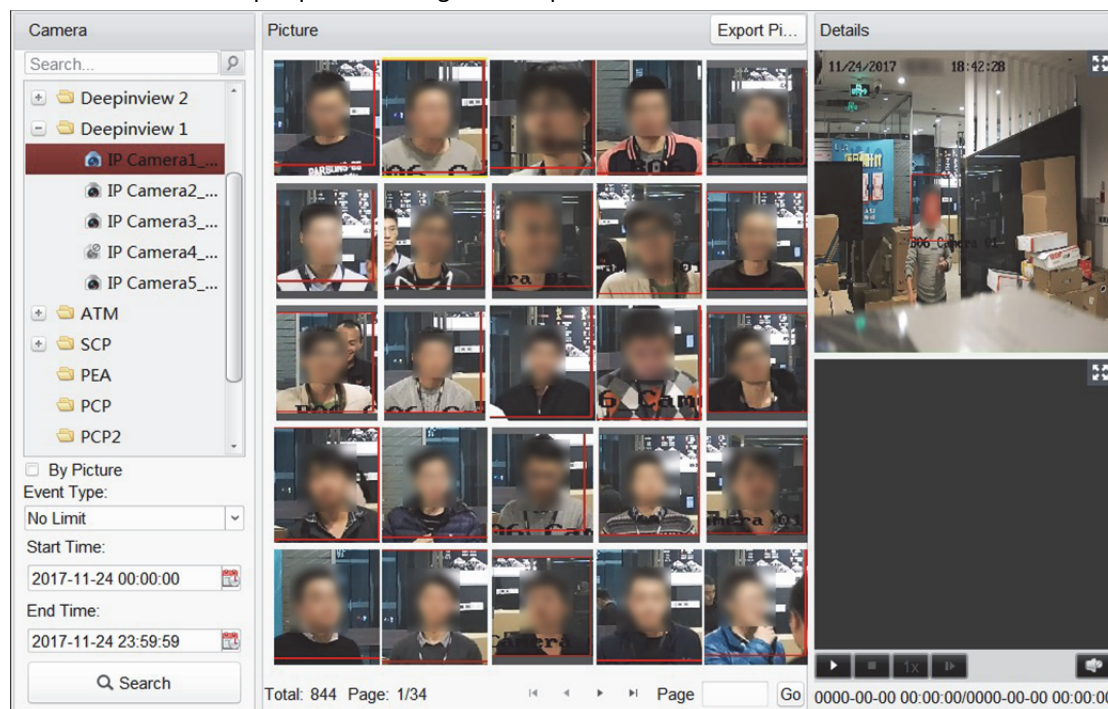 Camera
Search...
Deepinview 2
Deepinview 1
IP Camera1_...
IP Camera2_...
IP Camera3_...
IP Camera4_...
IP Camera5_...
ATM
SCP
PEA
PCP
PCP2
By Picture
Event Type:
No Limit
Start Time:
2017-11-24 00:00:00
End Time:
2017-11-24 23:59:59
Search
Picture
Export Pi...
Total: 844 Page: 1/34
Page
Go
Details
11/24/2017 18:42:28
Camera 01
1x
0000-00-00 00:00:00/0000-00-00 00:00:00